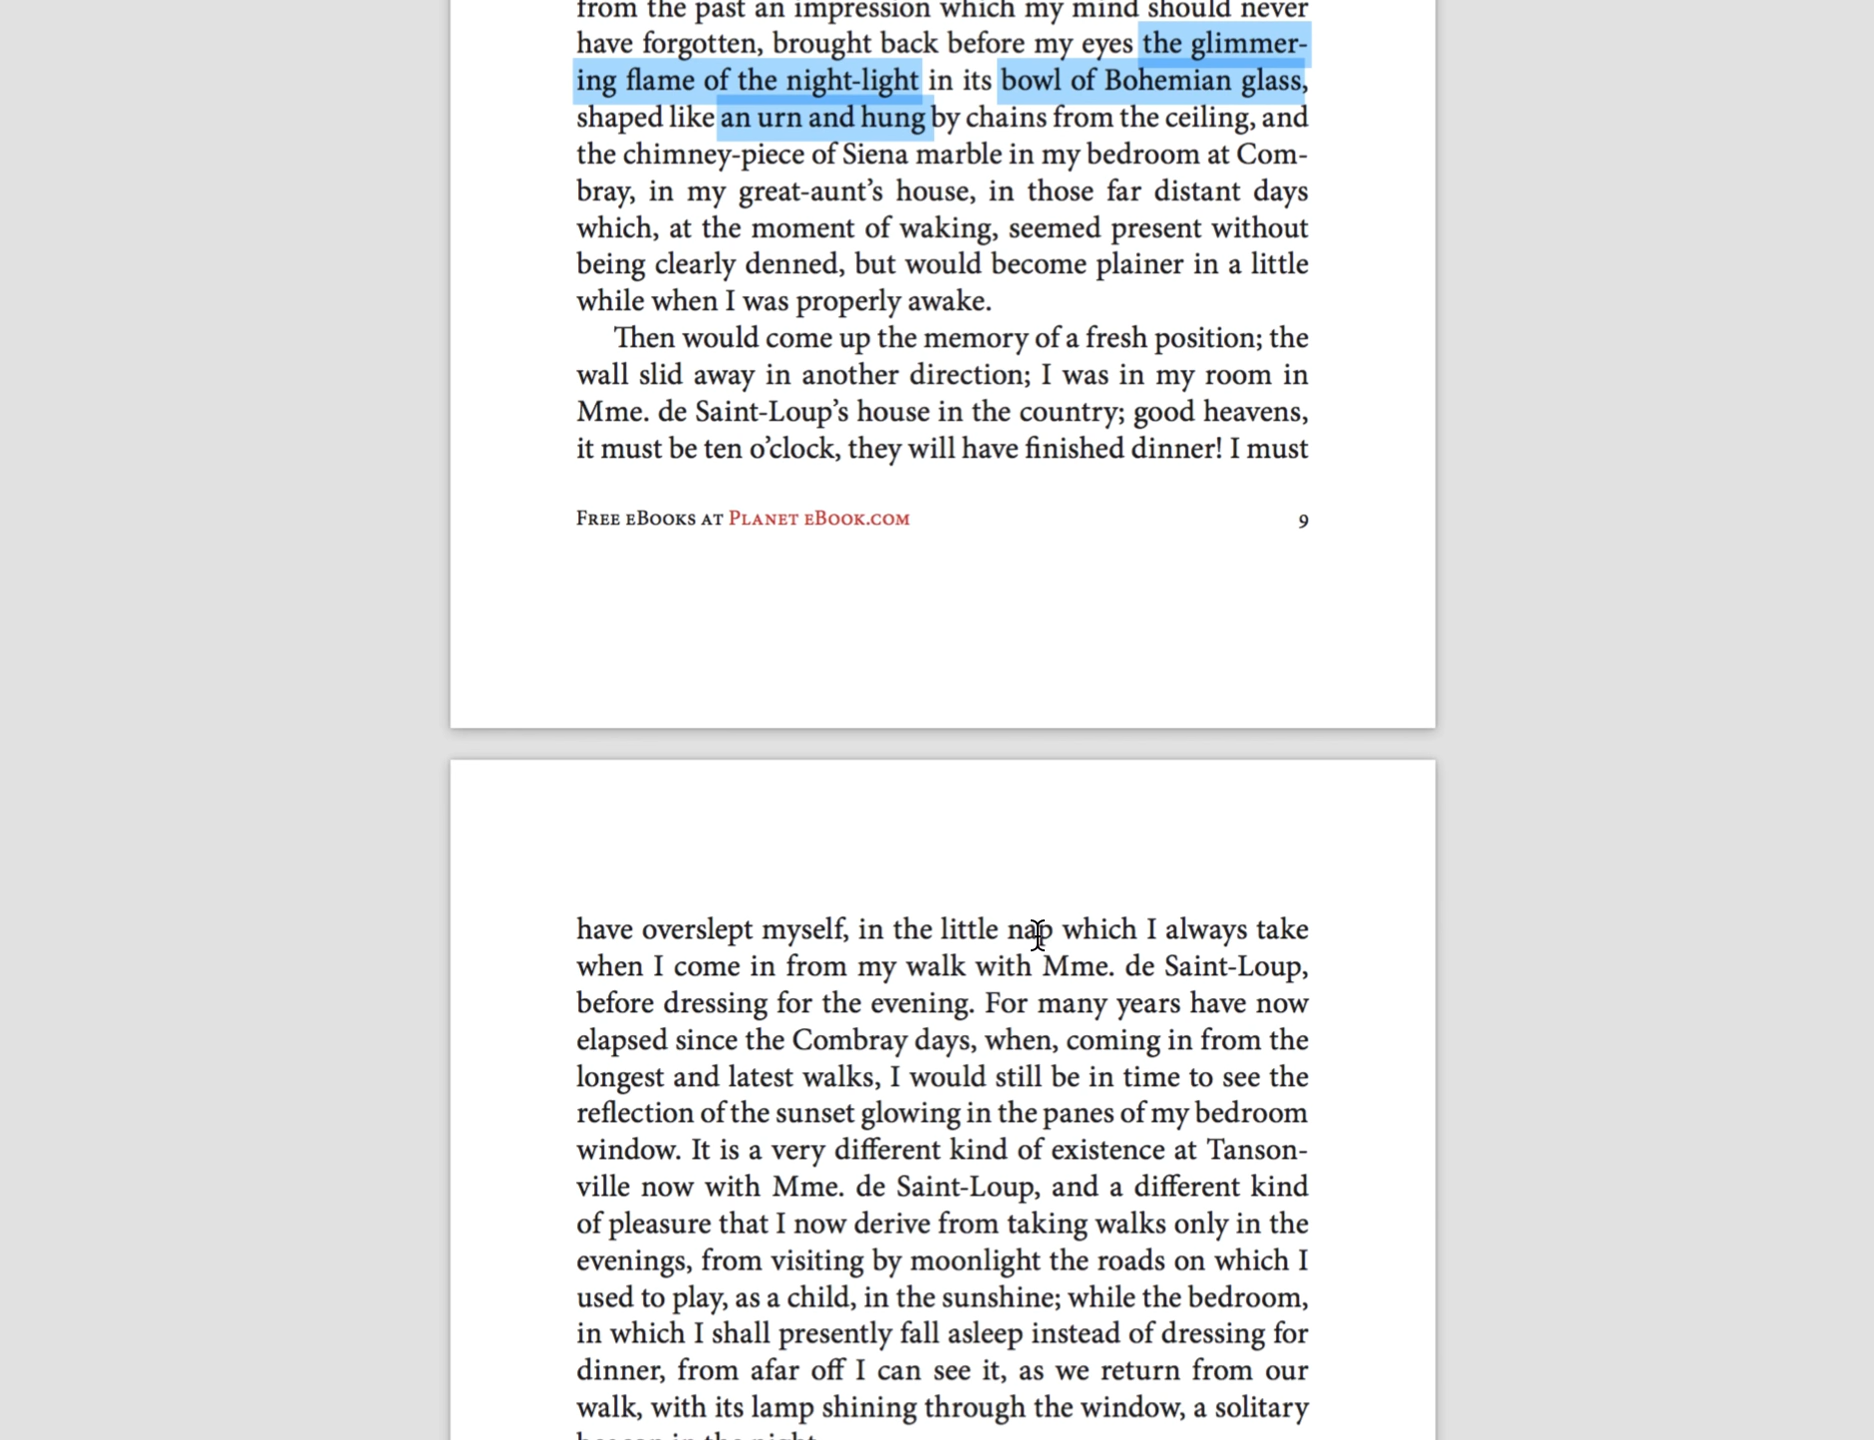 from the past an impression which my mind should never
have forgotten, brought back before my eyes the glimmer-
ing flame of the night-light in its bowl of Bohemian glass,
shaped like an urn and hung by chains from the ceiling, and
the chimney-piece of Siena marble in my bedroom at Com-
bray, in my great-aunt’s house, in those far distant days
which, at the moment of waking, seemed present without
being clearly denned, but would become plainer in a little
while when I was properly awake.
Then would come up the memory of a fresh position; the
wall slid away in another direction; I was in my room in
Mme. de Saint-Loup’s house in the country; good heavens,
it must be ten o’clock, they will have finished dinner! I must
Free eBooks at Planet eBook.com
9
have overslept myself, in the little nap which I always take
when I come in from my walk with Mme. de Saint-Loup,
before dressing for the evening. For many years have now
elapsed since the Combray days, when, coming in from the
longest and latest walks, I would still be in time to see the
reflection of the sunset glowing in the panes of my bedroom
window. It is a very different kind of existence at Tanson-
ville now with Mme. de Saint-Loup, and a different kind
of pleasure that I now derive from taking walks only in the
evenings, from visiting by moonlight the roads on which I
used to play, as a child, in the sunshine; while the bedroom,
in which I shall presently fall asleep instead of dressing for
dinner, from afar off I can see it, as we return from our
walk, with its lamp shining through the window, a solitary